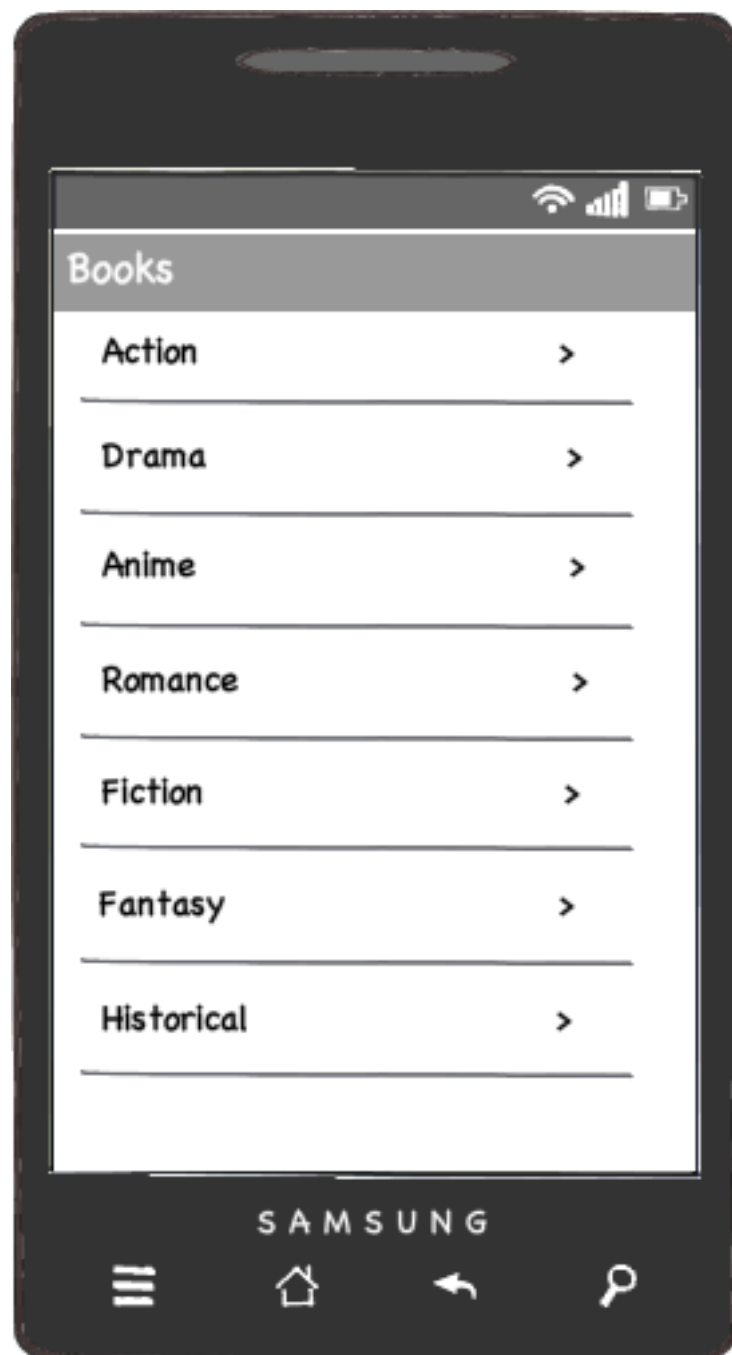 Books
Action >
Drama >
Anime >
Romance >
Fiction >
Fantasy >
Historical >
SAMSUNG